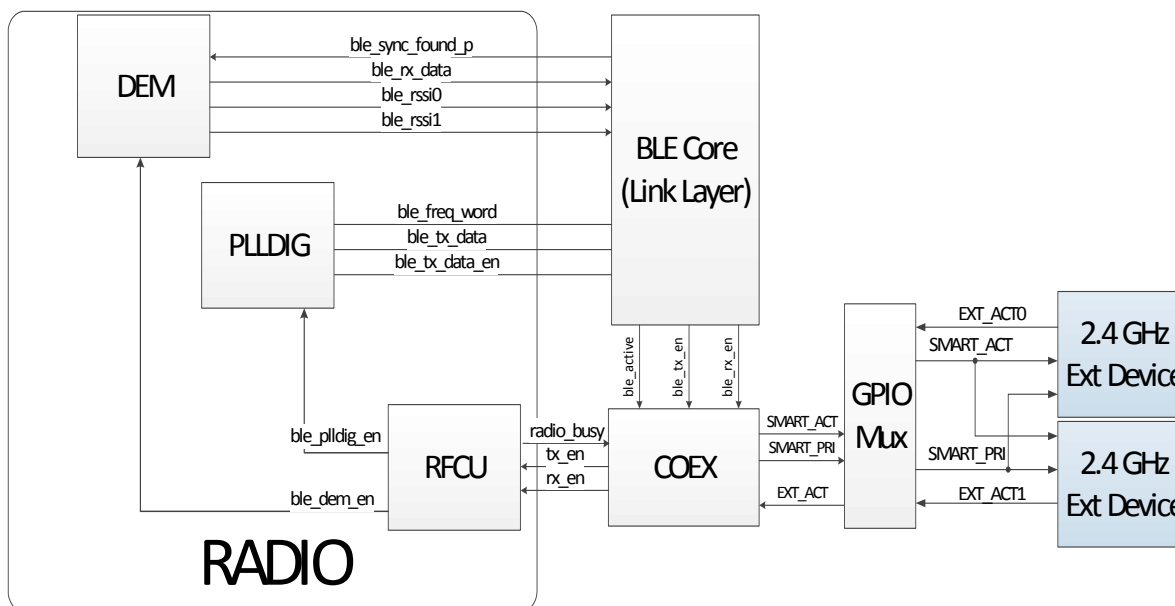 ble_sync_found_p
ble_rx_data
ble_rssi0
ble_rssi1
DEM
BLE Core
(Link Layer)
ble_freq_word
ble_tx_data
ble_tx_data_en
PLLDIG
ble_active
ble_tx_en
ble_rx_en
EXT_ACT0
SMART_ACT
2.4 GHz
Ext Device
GPIO
Mux
ble_plldig_en
radio_busy
tx_en
rx_en
RFCU
COEX
SMART_ACT
SMART_PRI
EXT_ACT
SMART_PRI
EXT_ACT1
2.4 GHz
Ext Device
ble_dem_en
RADIO